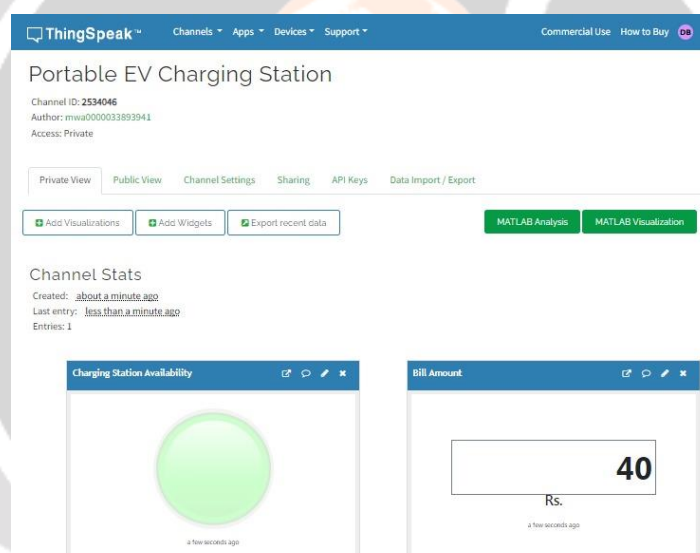 ThingSpeak™ Channels Apps Devices Support Commercial Use How to Buy DB
Portable EV Charging Station
Channel ID: 2534046
Author: mwa0000033893941
Access: Private
Private View Public View Channel Settings Sharing API Keys Data Import / Export
Add Visualizations Add Widgets Export recent data MATLAB Analysis MATLAB Visualization
Channel Stats
Created: about a minute ago
Last entry: less than a minute ago
Entries: 1
Charging Station Availability Bill Amount
40
Rs.
a few seconds ago a few seconds ago